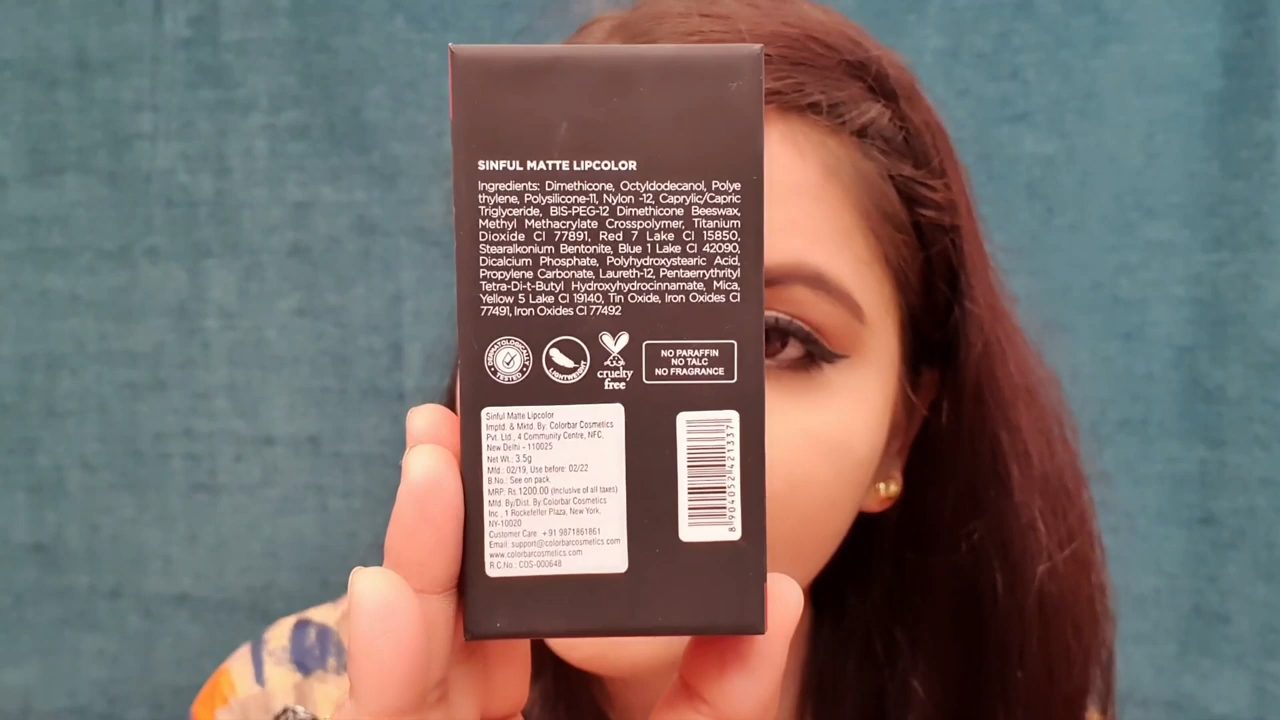 SINFUL MATTE LIPCOLOR
Ingredients: Dimethicone, Octyldodecanol, Polye
thylene, Polysilicone-11, Nylon -12, Caprylic/Capric
Triglyceride, BIS-PEG-12 Dimethicone Beeswax,
Methyl Methacrylate Crosspolymer, Titanium
Dioxide CI 77891, Red 7 Lake CI 15850,
Stearalkonium Bentonite, Blue 1 Lake CI 42090,
Dicalcium Phosphate, Polyhydroxystearic Acid,
Propylene Carbonate, Laureth-12, Pentaerrythrityl
Tetra-Di-t-Butyl Hydroxyhydrocinnamate, Mica,
Yellow 5 Lake CI 19140, Tin Oxide, Iron Oxides CI
77491, Iron Oxides CI 77492
DERMATOLOGICALLY
TESTED
LIGHTWEIGHT
cruelty
free
NO PARAFFIN
NO TALC
NO FRAGRANCE
Sinful Matte Lipcolor
Imptd. & Mktd. By: Colorbar Cosmetics
Pvt. Ltd., 4 Community Centre, NFC,
New Delhi - 110025
Net Wt.: 3.5g
Mfd.: 02/19, Use before: 02/22
B.No.: See on pack
MRP: Rs.1200.00 (Inclusive of all taxes)
Mfd. By/Dist. By:Colorbar Cosmetics
Inc., 1 Rockefeller Plaza, New York,
NY-10020
Customer Care: +91 9871861861
Email: support@colorbarcosmetics.com
www.colorbarcosmetics.com
R.C.No.: COS-000648
8904052421337